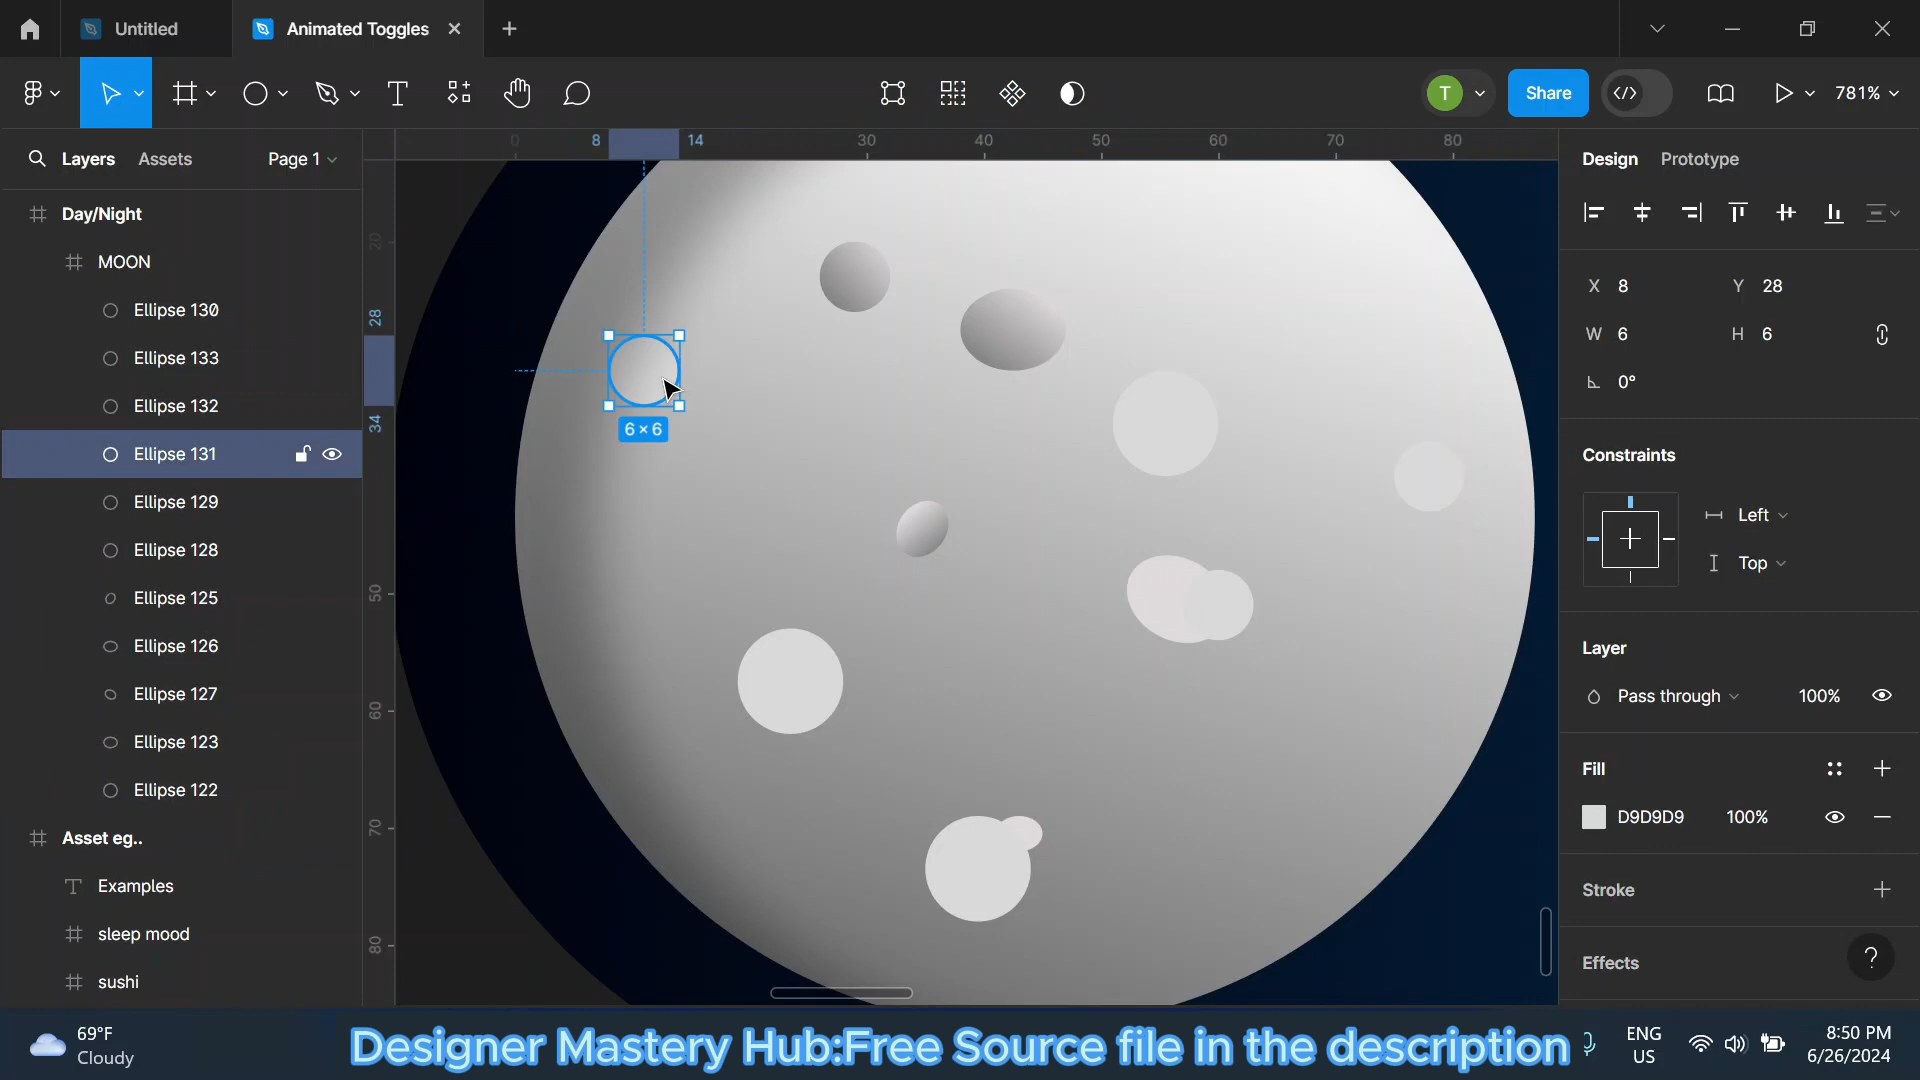 Untitled
Animated Toggles
T
Share
781%
Layers
Assets
Page 1
0
8
14
30
40
50
60
70
80
Design
Prototype
Day/Night
MOON
Ellipse 130
Ellipse 133
Ellipse 132
Ellipse 131
Ellipse 129
Ellipse 128
Ellipse 125
Ellipse 126
Ellipse 127
Ellipse 123
Ellipse 122
Asset eg..
Examples
sleep mood
sushi
20
28
34
50
60
70
80
6 × 6
X 8
Y 28
W 6
H 6
0°
Constraints
Left
Top
Layer
Pass through
100%
Fill
D9D9D9
100%
Stroke
Effects
?
69°F
Cloudy
Designer Mastery Hub:Free Source file in the description
ENG
US
8:50 PM
6/26/2024